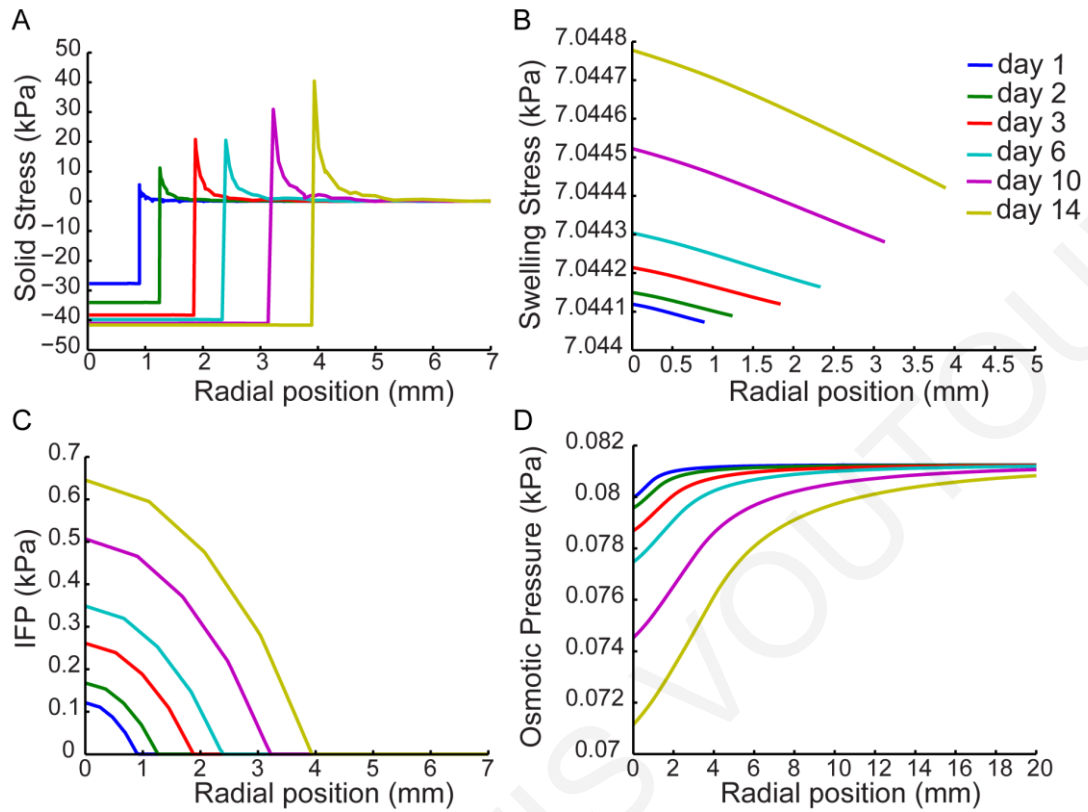 A
Solid Stress (kPa)
50
40
30
20
10
0
−10
−20
−30
−40
−50
0 1 2 3 4 5 6 7
Radial position (mm)
B
Swelling Stress (kPa)
7.0448
7.0447
7.0446
7.0445
7.0444
7.0443
7.0442
7.0441
7.044
0 0.5 1 1.5 2 2.5 3 3.5 4 4.5 5
Radial position (mm)
day 1
day 2
day 3
day 6
day 10
day 14
C
IFP (kPa)
0.7
0.6
0.5
0.4
0.3
0.2
0.1
0
0 1 2 3 4 5 6 7
Radial position (mm)
D
Osmotic Pressure (kPa)
0.082
0.08
0.078
0.076
0.074
0.072
0.07
0 2 4 6 8 10 12 14 16 18 20
Radial position (mm)